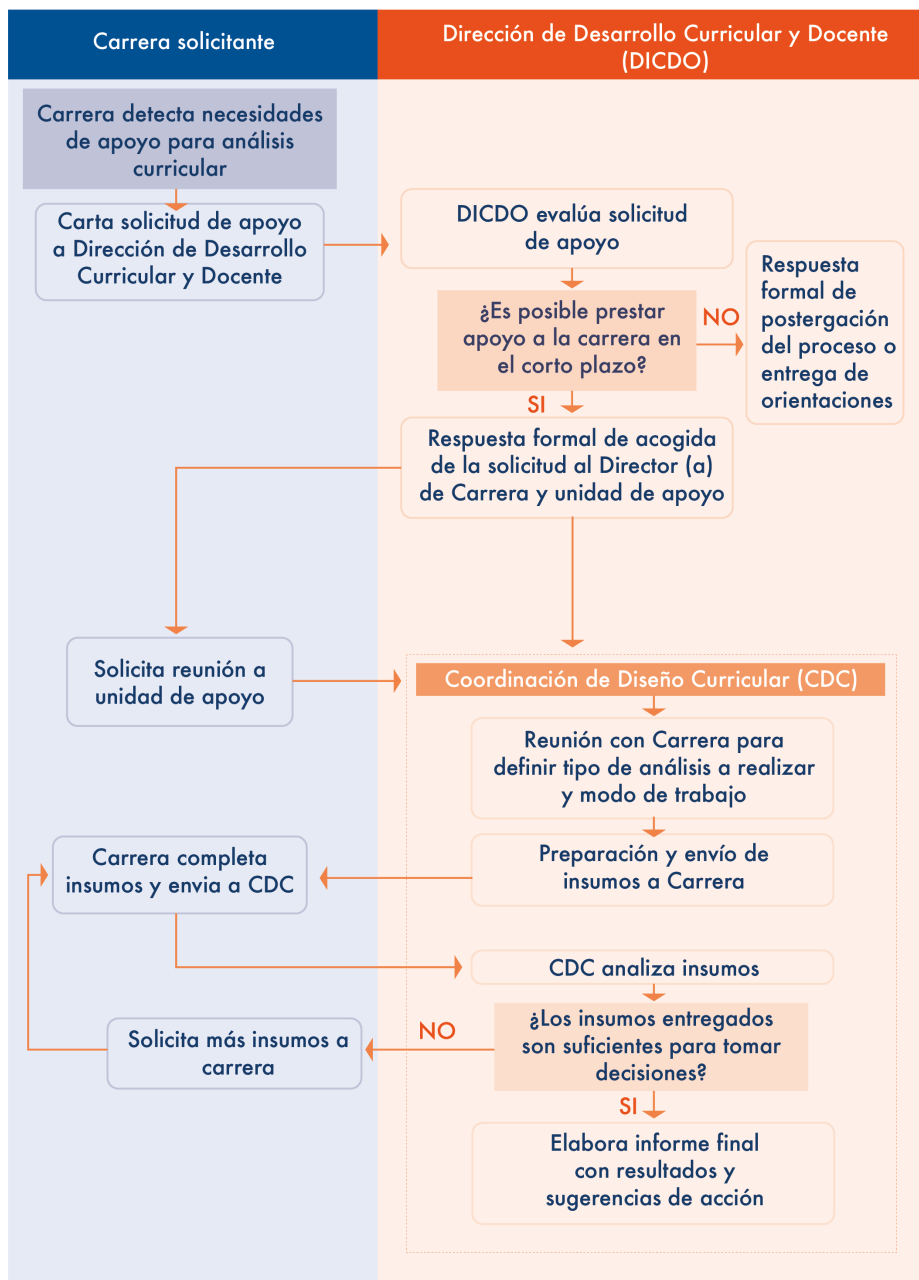 Carrera solicitante
Dirección de Desarrollo Curricular y Docente
(DICDO)
Carrera detecta necesidades
de apoyo para análisis
curricular
Carta solicitud de apoyo
a Dirección de Desarrollo
Curricular y Docente
DICDO evalúa solicitud
de apoyo
¿Es posible prestar
apoyo a la carrera en
el corto plazo?
NO
Respuesta
formal de
postergación
del proceso o
entrega de
orientaciones
SI
Respuesta formal de acogida
de la solicitud al Director (a)
de Carrera y unidad de apoyo
Solicita reunión a
unidad de apoyo
Coordinación de Diseño Curricular (CDC)
Reunión con Carrera para
definir tipo de análisis a realizar
y modo de trabajo
Preparación y envío de
insumos a Carrera
Carrera completa
insumos y envia a CDC
CDC analiza insumos
¿Los insumos entregados
son suficientes para tomar
decisiones?
NO
Solicita más insumos a
carrera
SI
Elabora informe final
con resultados y
sugerencias de acción